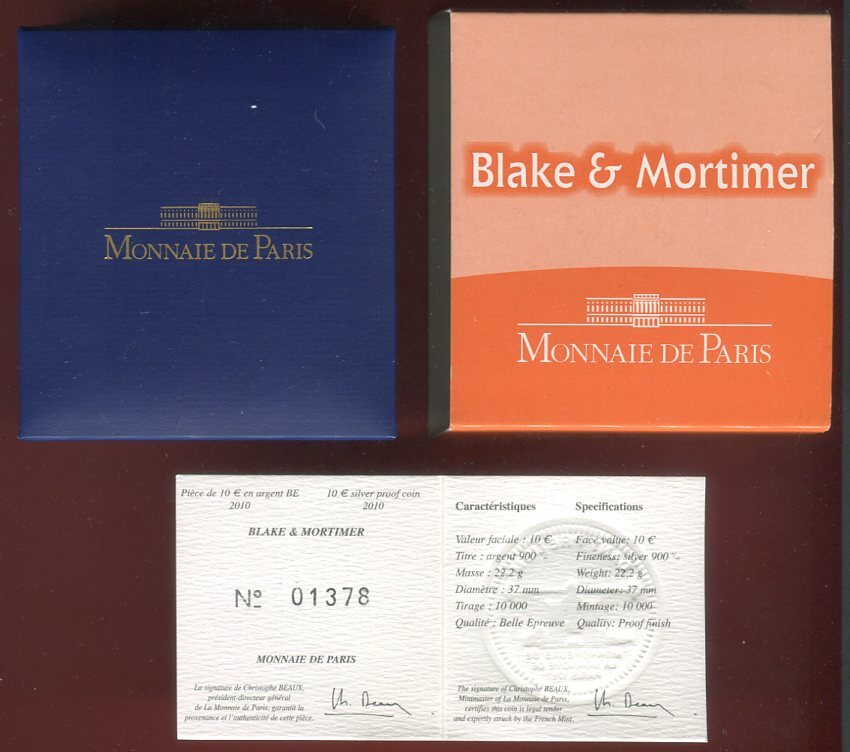 MONNAIE DE PARIS
Blake & Mortimer
MONNAIE DE PARIS
Pièce de 10 € en argent BE
2010
10 € silver proof coin
2010
BLAKE & MORTIMER
Nº 01378
MONNAIE DE PARIS
La signature de Christophe BEAUX,
président-directeur général
de La Monnaie de Paris, garantit la
provenance et l'authenticité de cette pièce.
Caractéristiques
Valeur faciale : 10 €
Titre : argent 900
Masse : 22,2 g
Diamètre : 37 mm
Tirage : 10 000
Qualité : Belle Epreuve
Specifications
Face value: 10 €
Fineness: silver 900
Weight: 22,2 g
Diameter: 37 mm
Mintage: 10 000
Quality: Proof finish
The signature of Christophe BEAUX,
Mintmaster of La Monnaie de Paris,
certifies this coin is legal tender
and expertly struck by the French Mint.